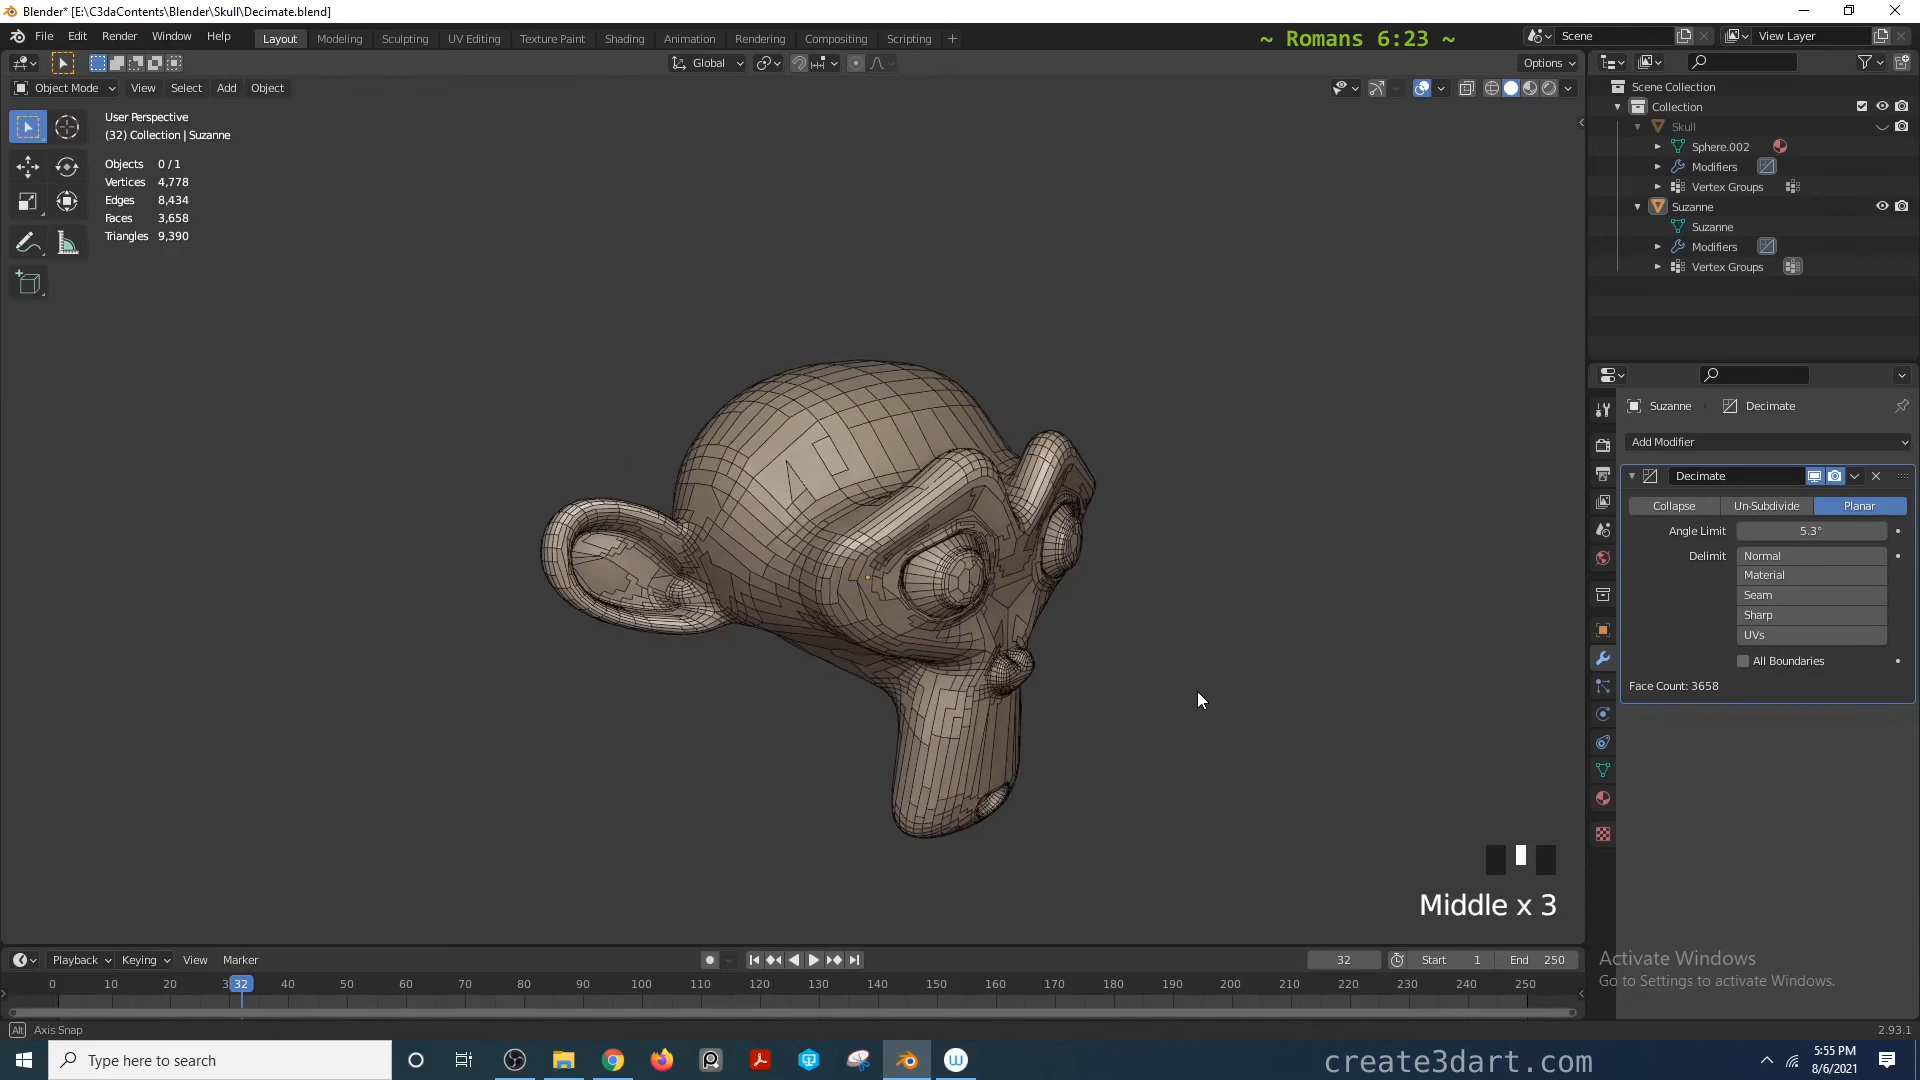 Blender* [E:\C3daContents\Blender\Skull\Decimate.blend]
File Edit Render Window Help Layout Modeling Sculpting UV Editing Texture Paint Shading Animation Rendering Compositing Scripting + ~ Romans 6:23 ~ Scene View Layer
Global Options
Object Mode View Select Add Object
User Perspective
(32) Collection | Suzanne
Objects 0 / 1
Vertices 4,778
Edges 8,434
Faces 3,658
Triangles 9,390
Scene Collection
Collection
Skull
Sphere.002
Modifiers
Vertex Groups
Suzanne
Suzanne
Modifiers
Vertex Groups
Suzanne Decimate
Add Modifier
Decimate
Collapse Un-Subdivide Planar
Angle Limit 5.3°
Delimit Normal
Material
Seam
Sharp
UVs
All Boundaries
Face Count: 3658
Middle x 3
Activate Windows
Go to Settings to activate Windows.
Playback Keying View Marker 32 Start 1 End 250
0 10 20 3 32 40 50 60 70 80 90 100 110 120 130 140 150 160 170 180 190 200 210 220 230 240 250
Alt Axis Snap 2.93.1
Type here to search
create3dart.com
5:55 PM
8/6/2021